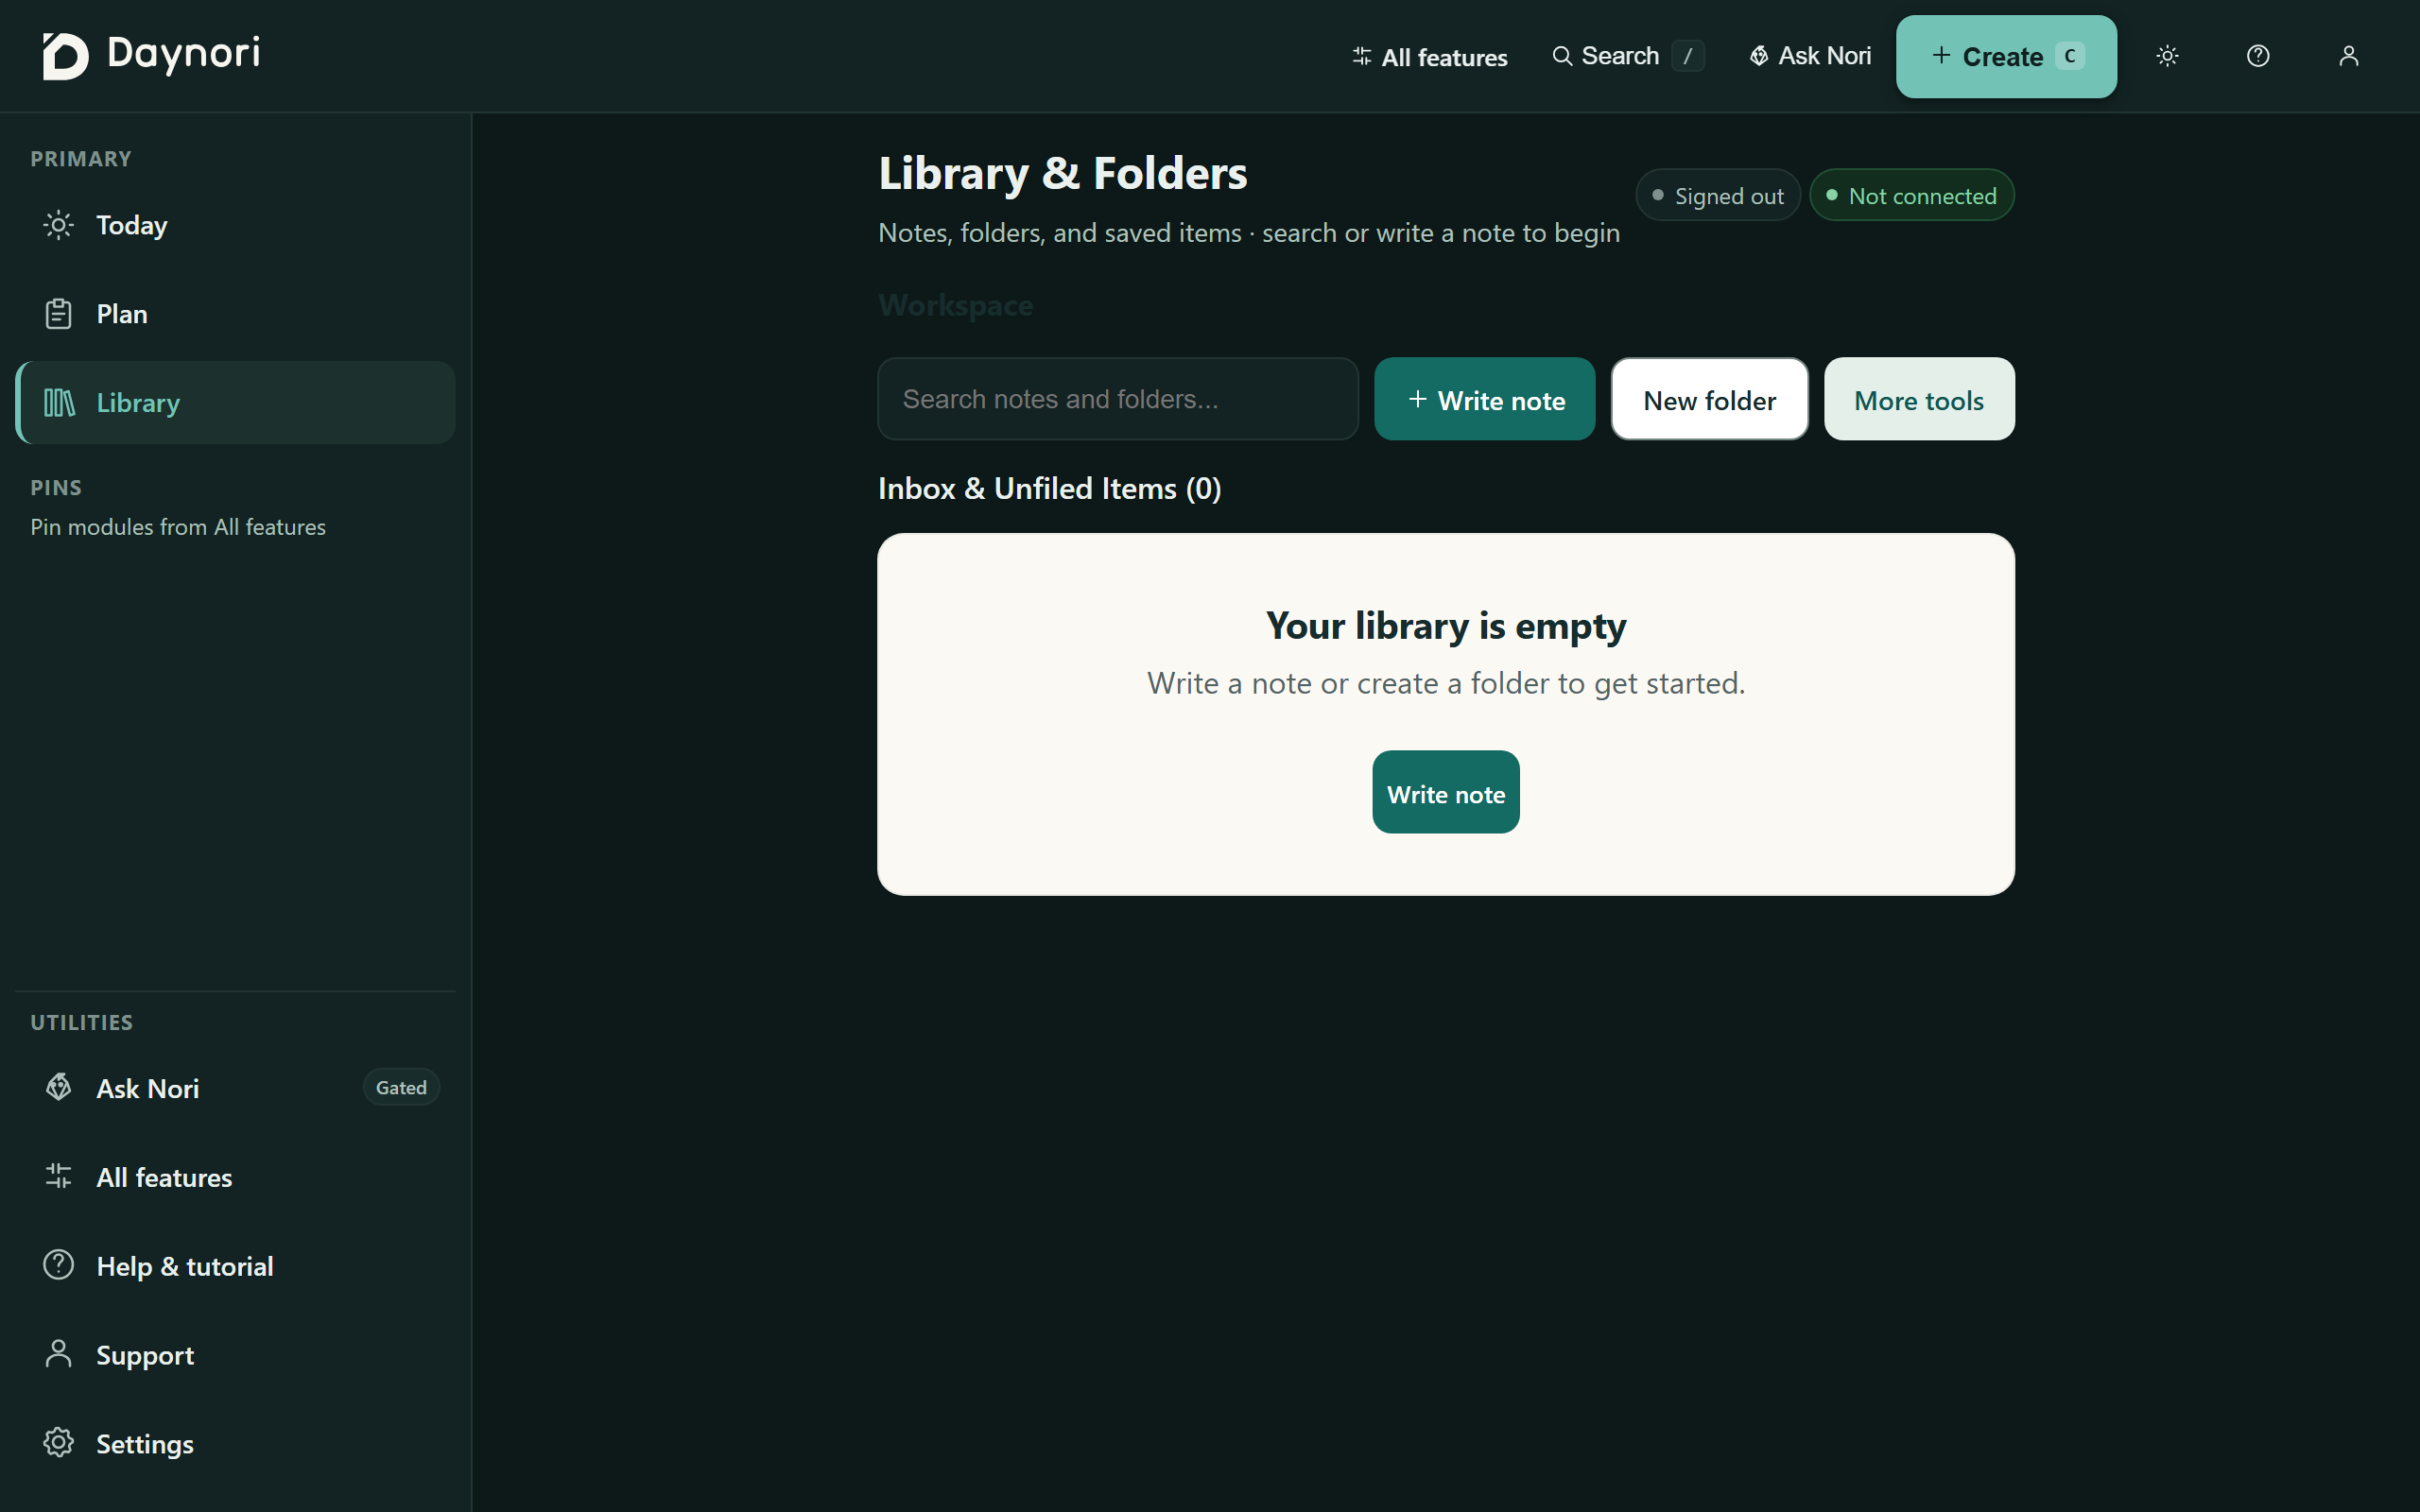 Daynori
All features
Search /
Ask Nori
+ Create C
PRIMARY
Today
Plan
Library
PINS
Pin modules from All features
UTILITIES
Ask Nori Gated
All features
Help & tutorial
Support
Settings
Library & Folders
Signed out
Not connected
Notes, folders, and saved items · search or write a note to begin
Workspace
Search notes and folders...
+ Write note
New folder
More tools
Inbox & Unfiled Items (0)
Your library is empty
Write a note or create a folder to get started.
Write note